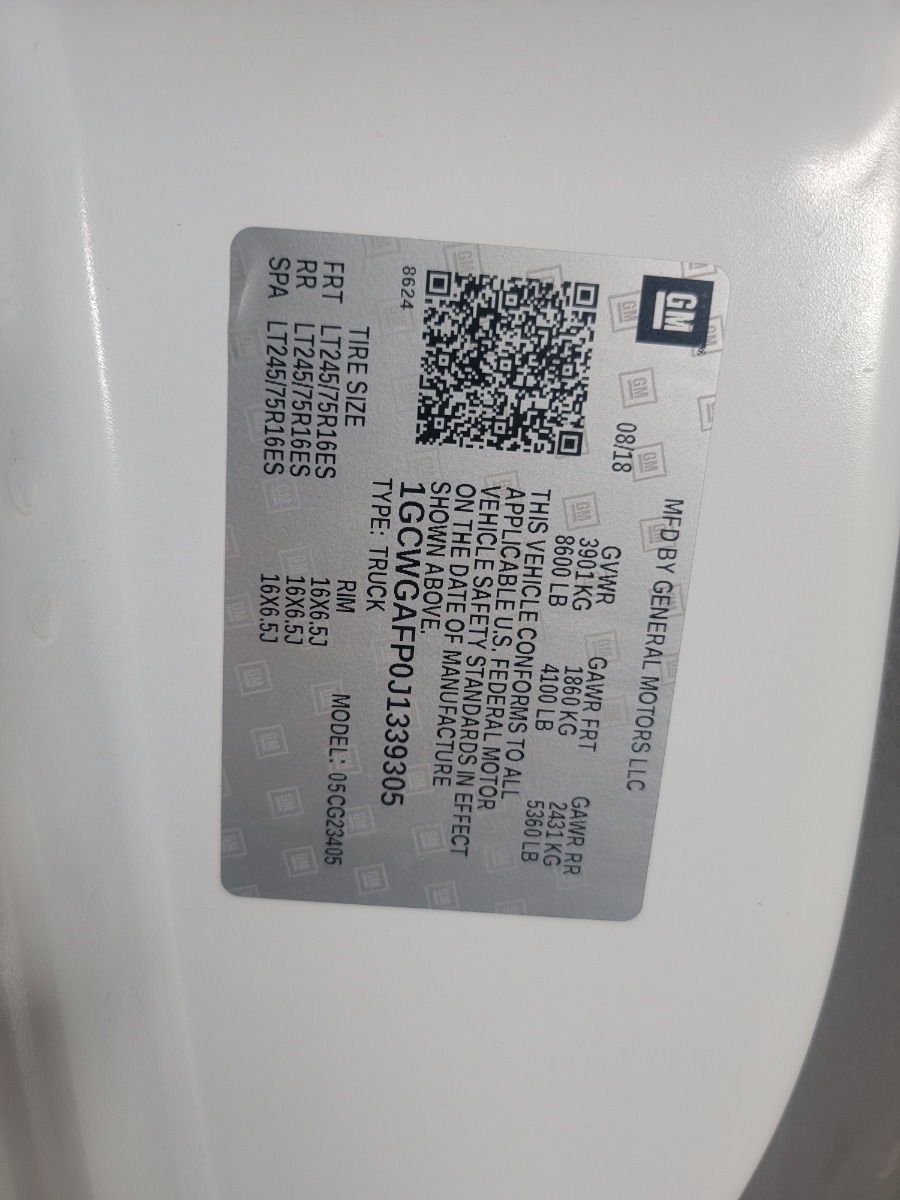 GM
MFD BY GENERAL MOTORS LLC
08/18
GVWR GAWR FRT GAWR RR
3901KG 1860 KG 2431 KG
8600 LB 4100 LB 5360 LB
THIS VEHICLE CONFORMS TO ALL
APPLICABLE U.S. FEDERAL MOTOR
VEHICLE SAFETY STANDARDS IN EFFECT
ON THE DATE OF MANUFACTURE
SHOWN ABOVE.
1GCWGAFP0J1339305
TYPE: TRUCK
8624
MODEL: 05CG23405
TIRE SIZE RIM
FRT LT245/75R16ES 16X6.5J
RR LT245/75R16ES 16X6.5J
SPA LT245/75R16ES 16X6.5J